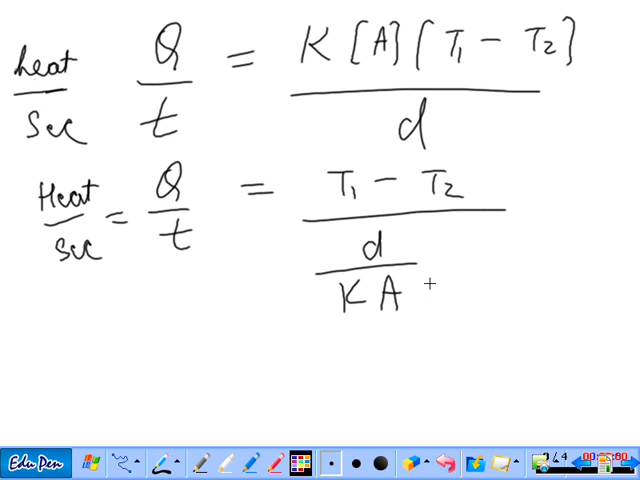 heat/sec Q/t = K [A] [T₁ − T₂] / d
Heat/sec = Q/t = T₁ − T₂ / d / KA
Edu Pen